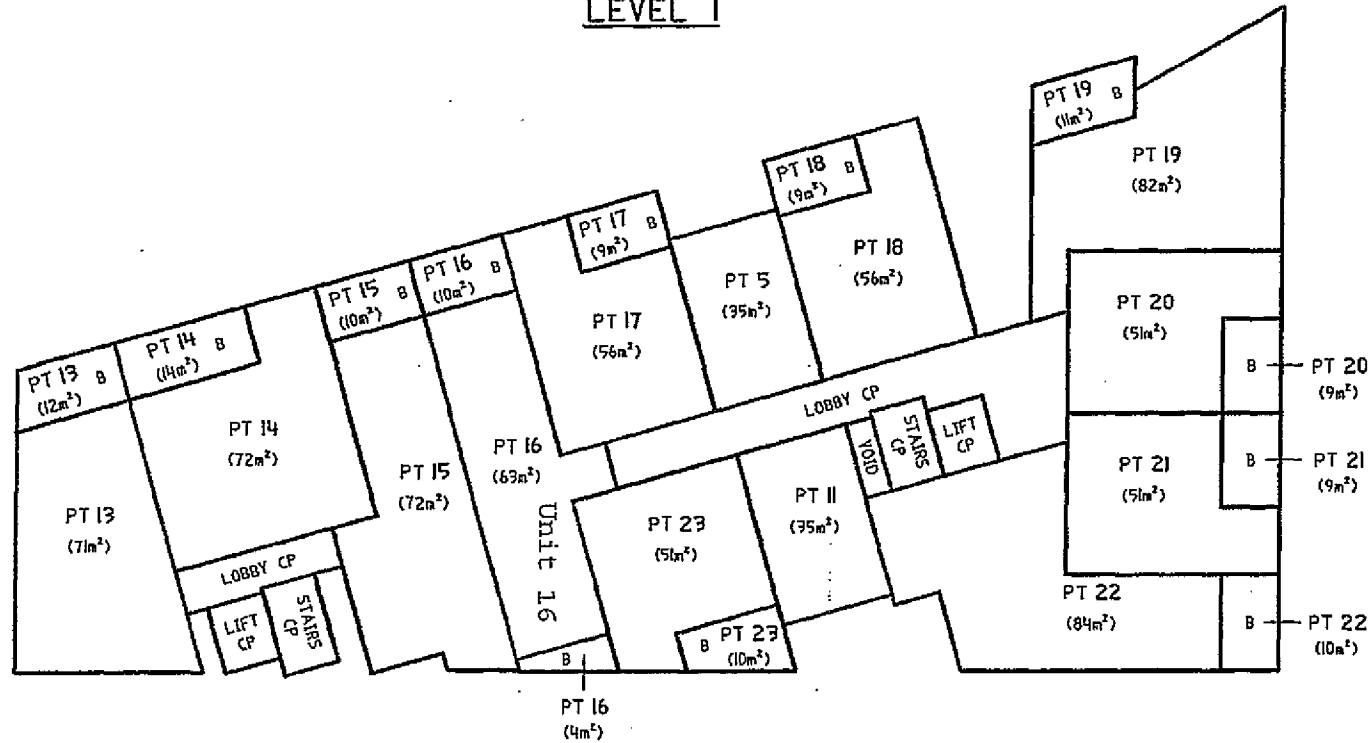 LEVEL 1
PT 19 B
(11m²)
PT 19
(82m²)
PT 18 B
(9m²)
PT 18
(56m²)
PT 17 B
(9m²)
PT 17
(56m²)
PT 5
(35m²)
PT 16 B
(10m²)
PT 15 B
(10m²)
PT 14 B
(14m²)
PT 13 B
(12m²)
PT 20
(51m²)
B
PT 20
(9m²)
LOBBY CP
VOID
STAIRS
CP
LIFT
CP
PT 14
(72m²)
PT 16
(63m²)
Unit 16
PT 15
(72m²)
PT 13
(71m²)
PT 23
(51m²)
PT 11
(35m²)
PT 21
(51m²)
B
PT 21
(9m²)
LOBBY CP
LIFT
CP
STAIRS
CP
B PT 23
(10m²)
B
PT 16
(4m²)
PT 22
(84m²)
B
PT 22
(10m²)